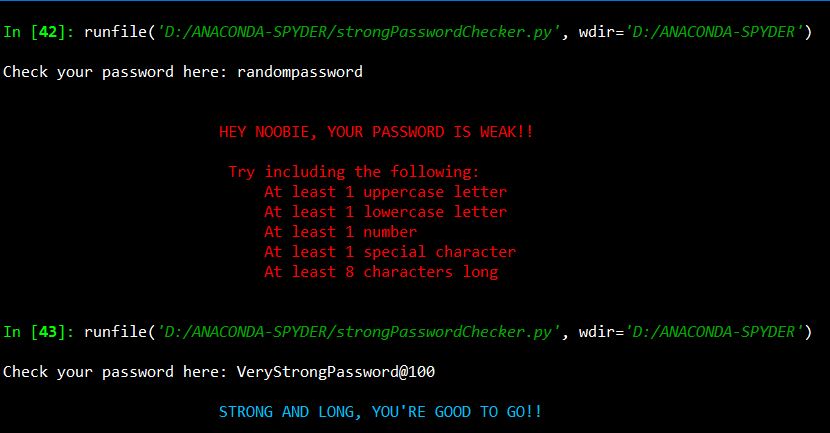 In [42]: runfile('D:/ANACONDA-SPYDER/strongPasswordChecker.py', wdir='D:/ANACONDA-SPYDER')
Check your password here: randompassword
HEY NOOBIE, YOUR PASSWORD IS WEAK!!
Try including the following:
At least 1 uppercase letter
At least 1 lowercase letter
At least 1 number
At least 1 special character
At least 8 characters long
In [43]: runfile('D:/ANACONDA-SPYDER/strongPasswordChecker.py', wdir='D:/ANACONDA-SPYDER')
Check your password here: VeryStrongPassword@100
STRONG AND LONG, YOU'RE GOOD TO GO!!